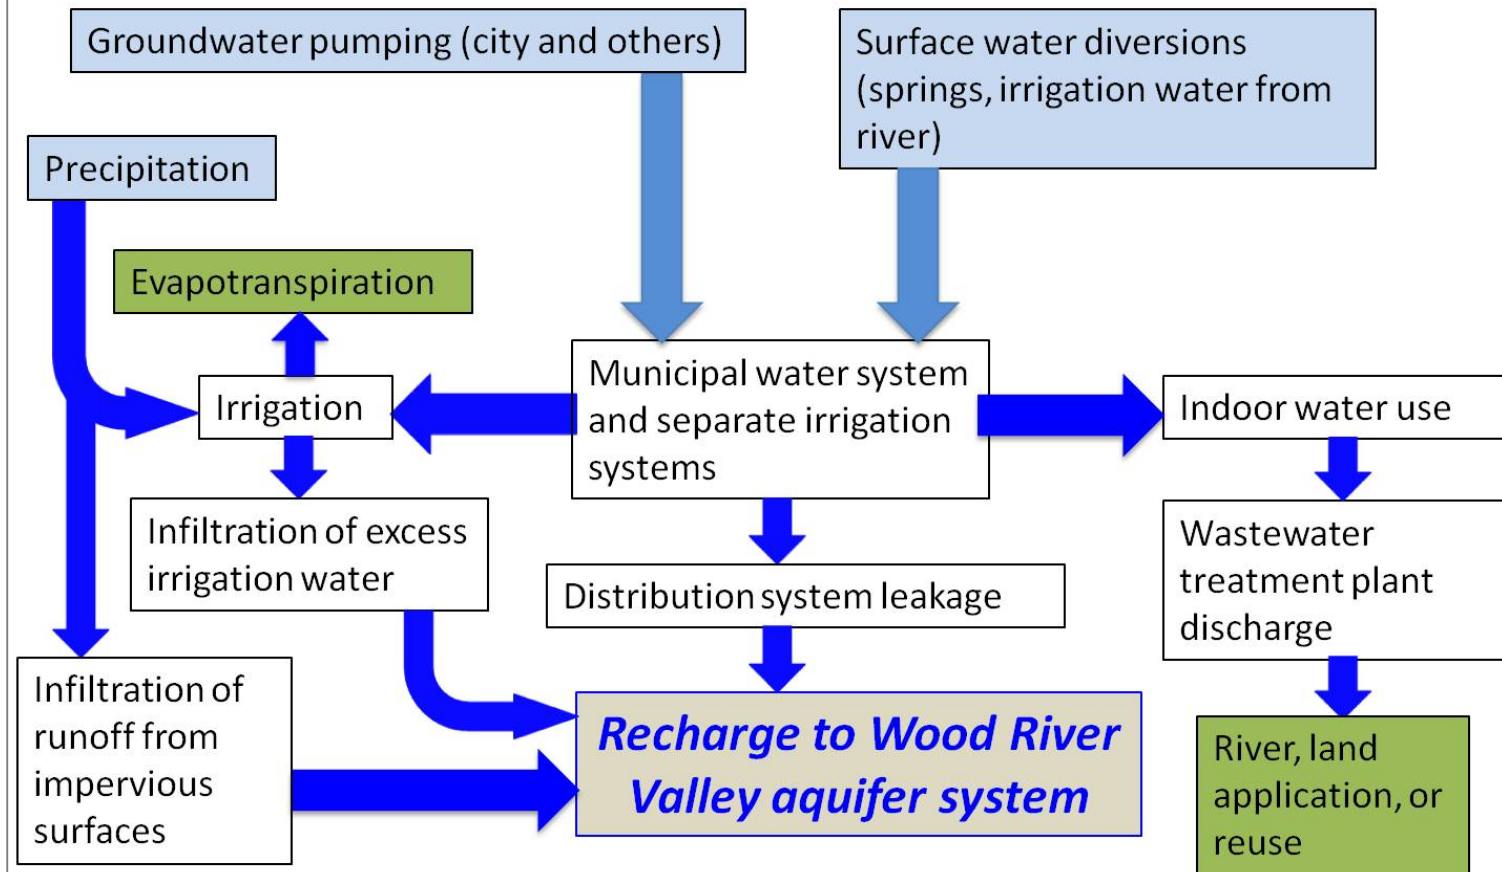 Groundwater pumping (city and others)
Surface water diversions
(springs, irrigation water from
river)
Precipitation
Evapotranspiration
Municipal water system
and separate irrigation
systems
Irrigation
Indoor water use
Infiltration of excess
irrigation water
Wastewater
treatment plant
discharge
Distribution system leakage
Infiltration of
runoff from
impervious
surfaces
Recharge to Wood River
Valley aquifer system
River, land
application, or
reuse